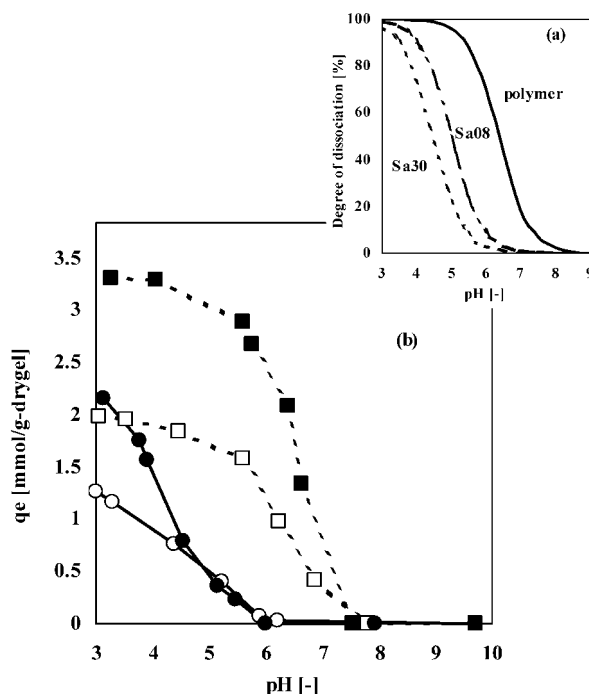 100
80
60
40
20
0
Degree of dissociation [%]
(a)
polymer
Sa08
Sa30
3 4 5 6 7 8 9
pH [-]
3.5
3
2.5
2
1.5
1
0.5
0
qe [mmol/g-drygel]
(b)
3 4 5 6 7 8 9 10
pH [-]